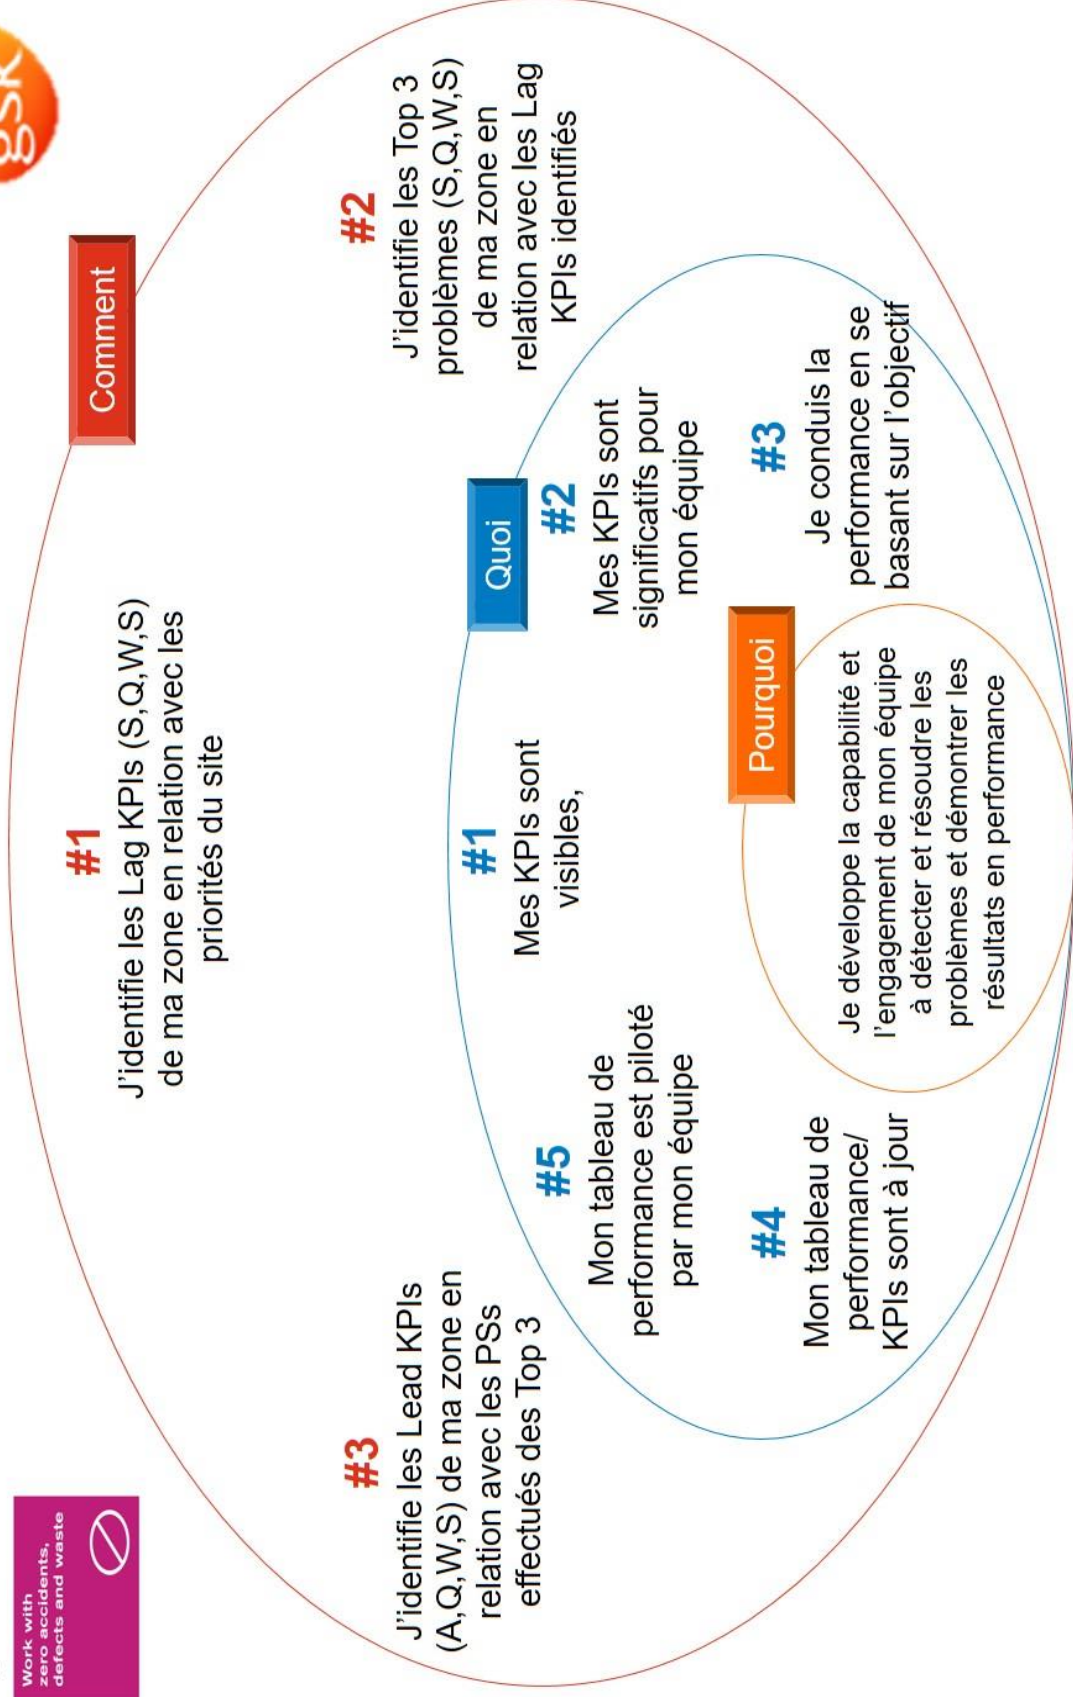 Work with
zero accidents,
defects and waste
gsk
Comment
#1
J'identifie les Lag KPIs (S,Q,W,S)
de ma zone en relation avec les
priorités du site
#2
J'identifie les Top 3
problèmes (S,Q,W,S)
de ma zone en
relation avec les Lag
KPIs identifiés
#3
J'identifie les Lead KPIs
(A,Q,W,S) de ma zone en
relation avec les PSs
effectués des Top 3
Quoi
#1
Mes KPIs sont
visibles,
#2
Mes KPIs sont
significatifs pour
mon équipe
#3
Je conduis la
performance en se
basant sur l'objectif
#4
Mon tableau de
performance/
KPIs sont à jour
#5
Mon tableau de
performance est piloté
par mon équipe
Pourquoi
Je développe la capabilité et
l'engagement de mon équipe
à détecter et résoudre les
problèmes et démontrer les
résultats en performance